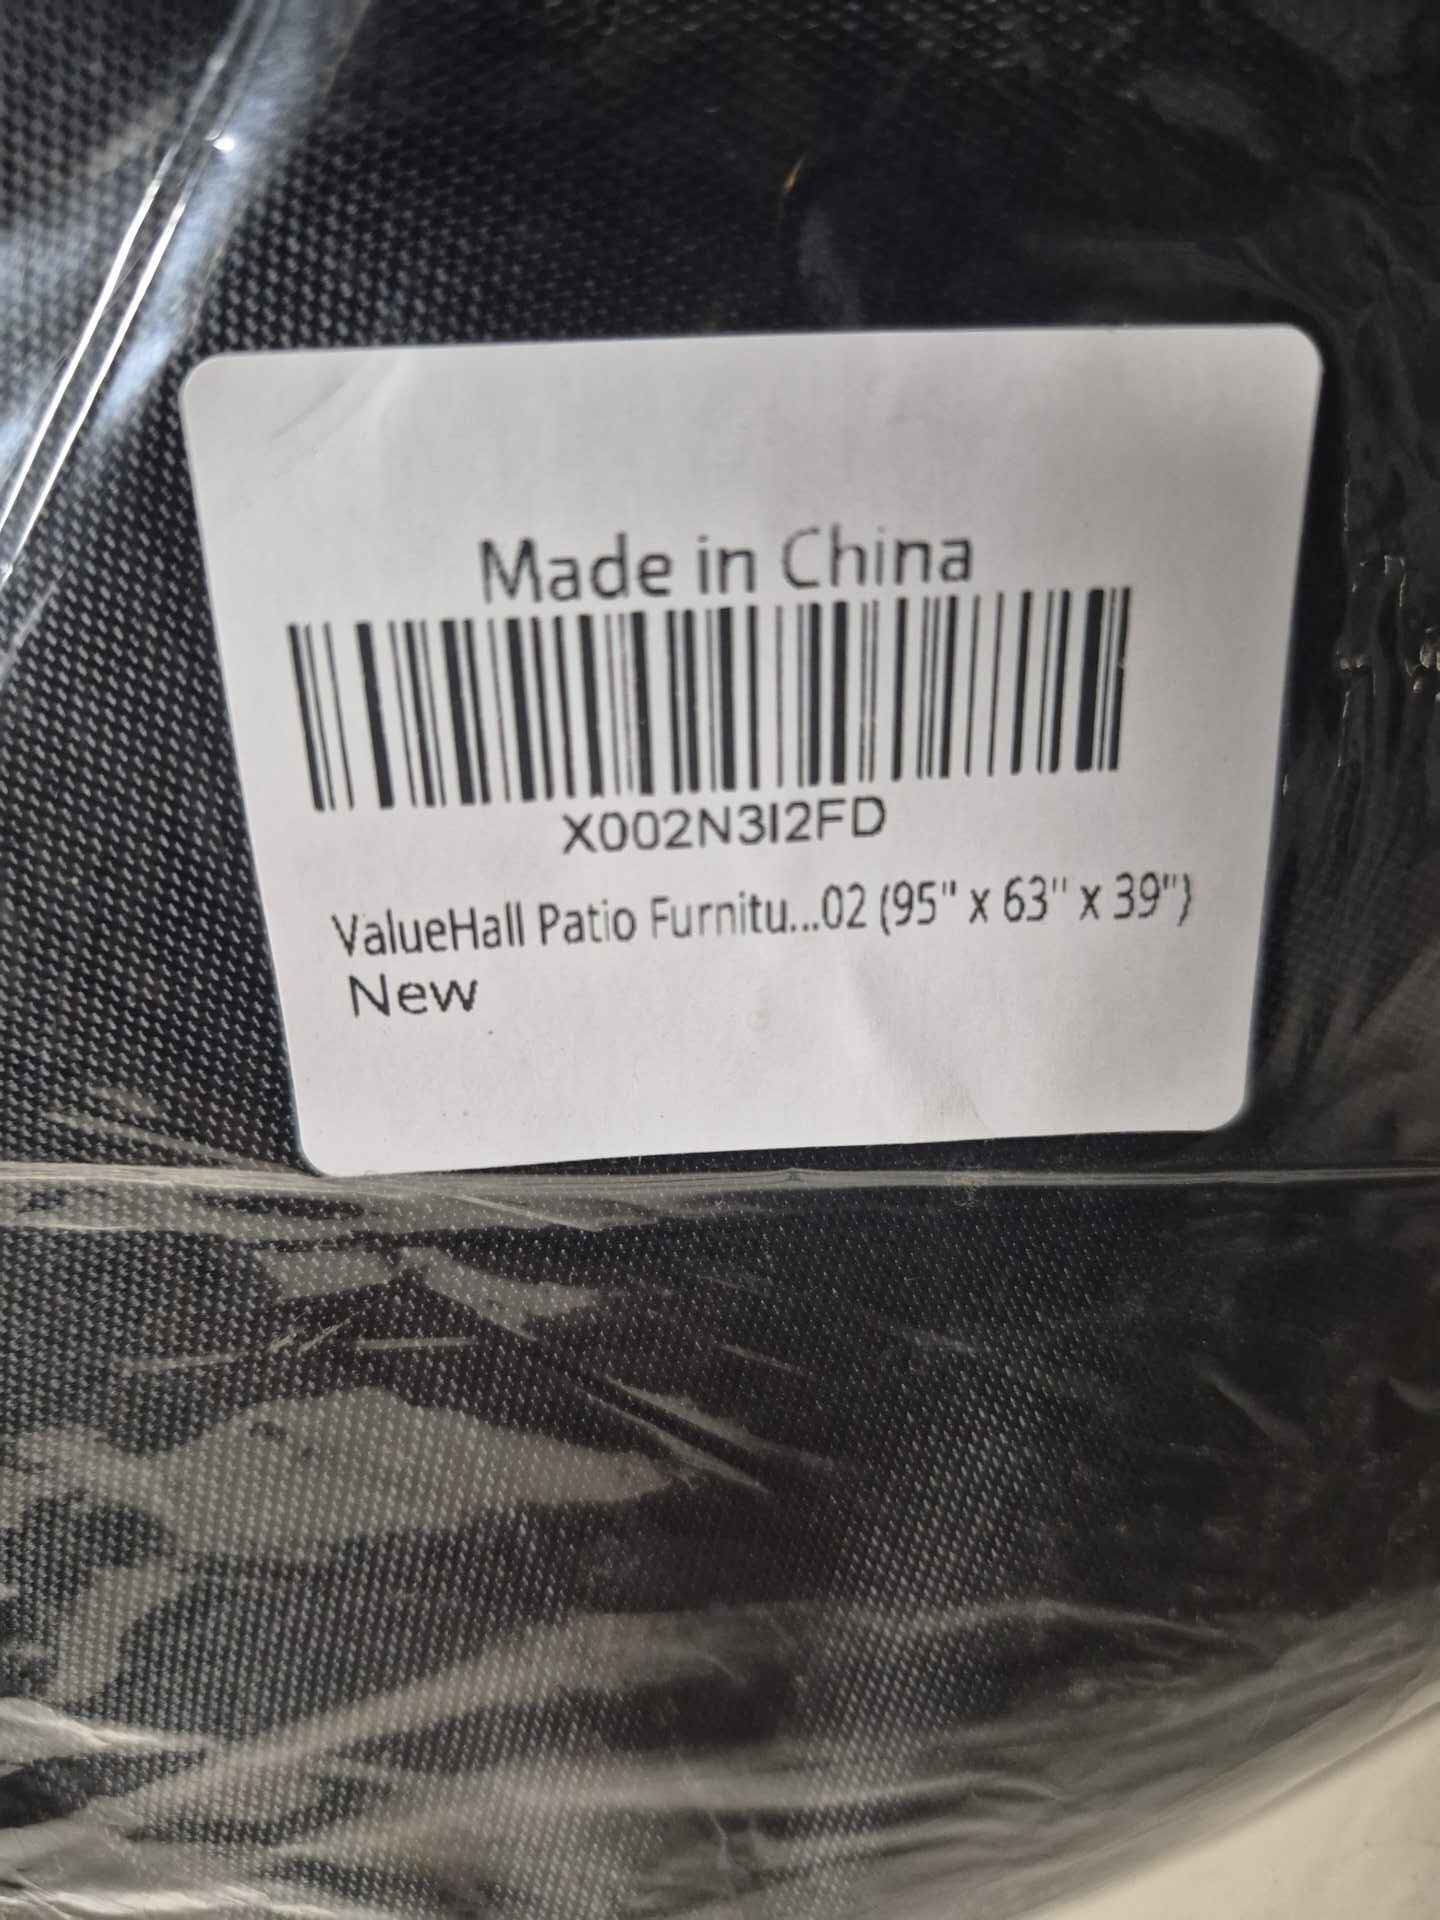 Made in China
X002N3I2FD
ValueHall Patio Furnitu...02 (95" x 63" x 39")
New